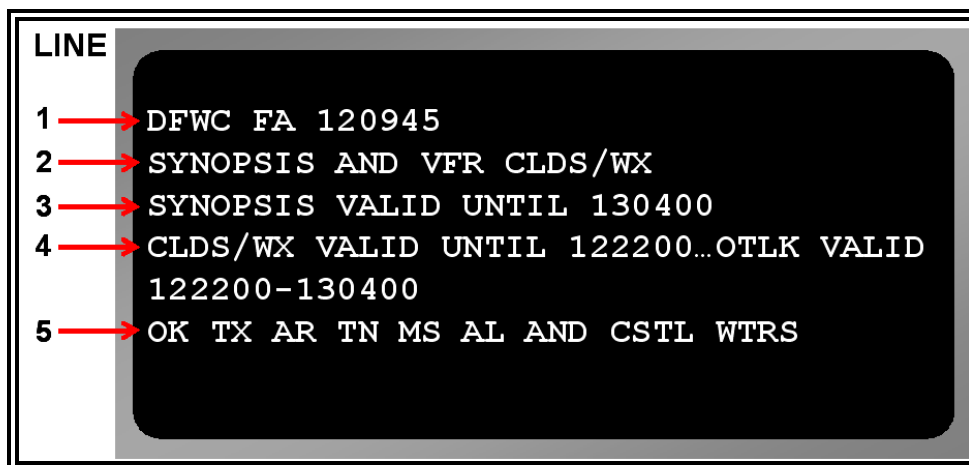 LINE
1 DFWC FA 120945
2 SYNOPSIS AND VFR CLDS/WX
3 SYNOPSIS VALID UNTIL 130400
4 CLDS/WX VALID UNTIL 122200…OTLK VALID
122200-130400
5 OK TX AR TN MS AL AND CSTL WTRS